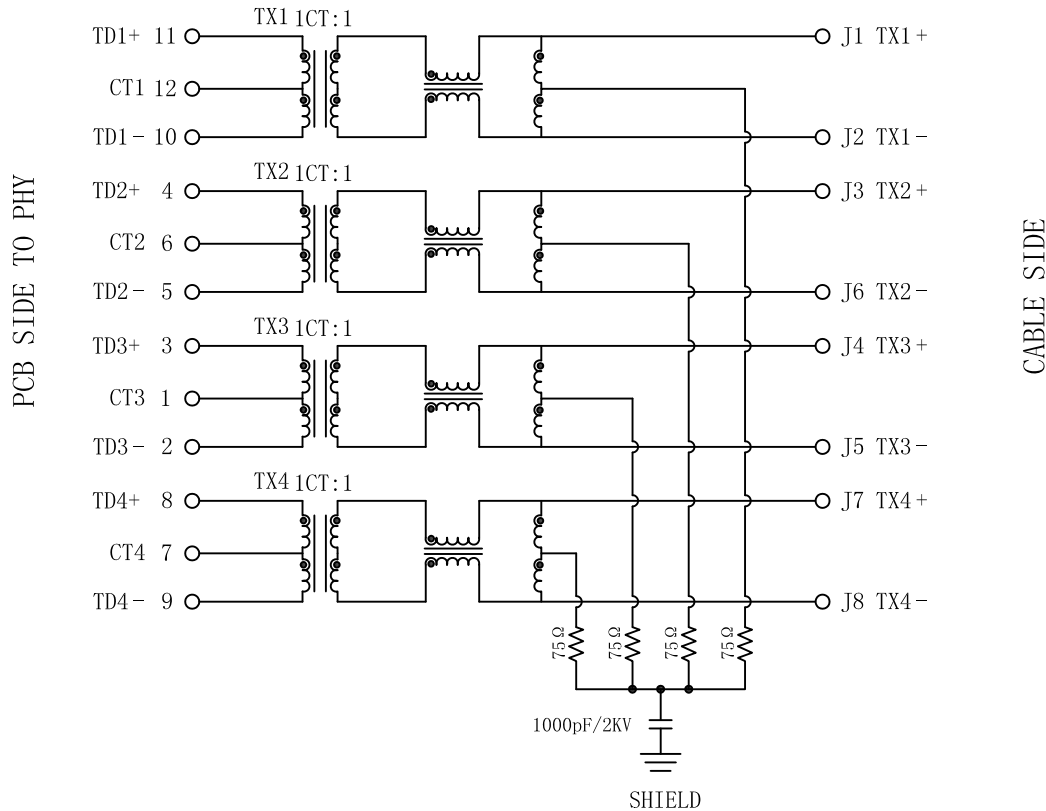 TX1 1CT:1
TD1+ 11
J1 TX1+
CT1 12
TD1- 10
J2 TX1-
TX2 1CT:1
TD2+ 4
J3 TX2+
CT2 6
TD2- 5
J6 TX2-
TX3 1CT:1
TD3+ 3
J4 TX3+
CT3 1
TD3- 2
J5 TX3-
TX4 1CT:1
TD4+ 8
J7 TX4+
CT4 7
TD4- 9
J8 TX4-
PCB SIDE TO PHY
CABLE SIDE
75Ω
75Ω
75Ω
75Ω
1000pF/2KV
SHIELD